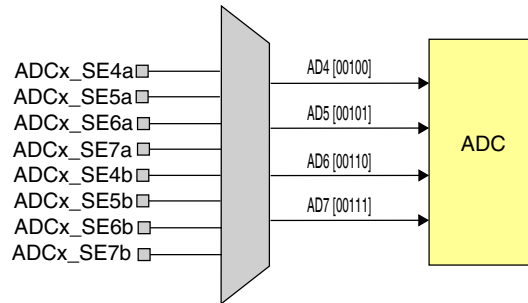 ADCx_SE4a
ADCx_SE5a
ADCx_SE6a
ADCx_SE7a
ADCx_SE4b
ADCx_SE5b
ADCx_SE6b
ADCx_SE7b
AD4 [00100]
AD5 [00101]
AD6 [00110]
AD7 [00111]
ADC